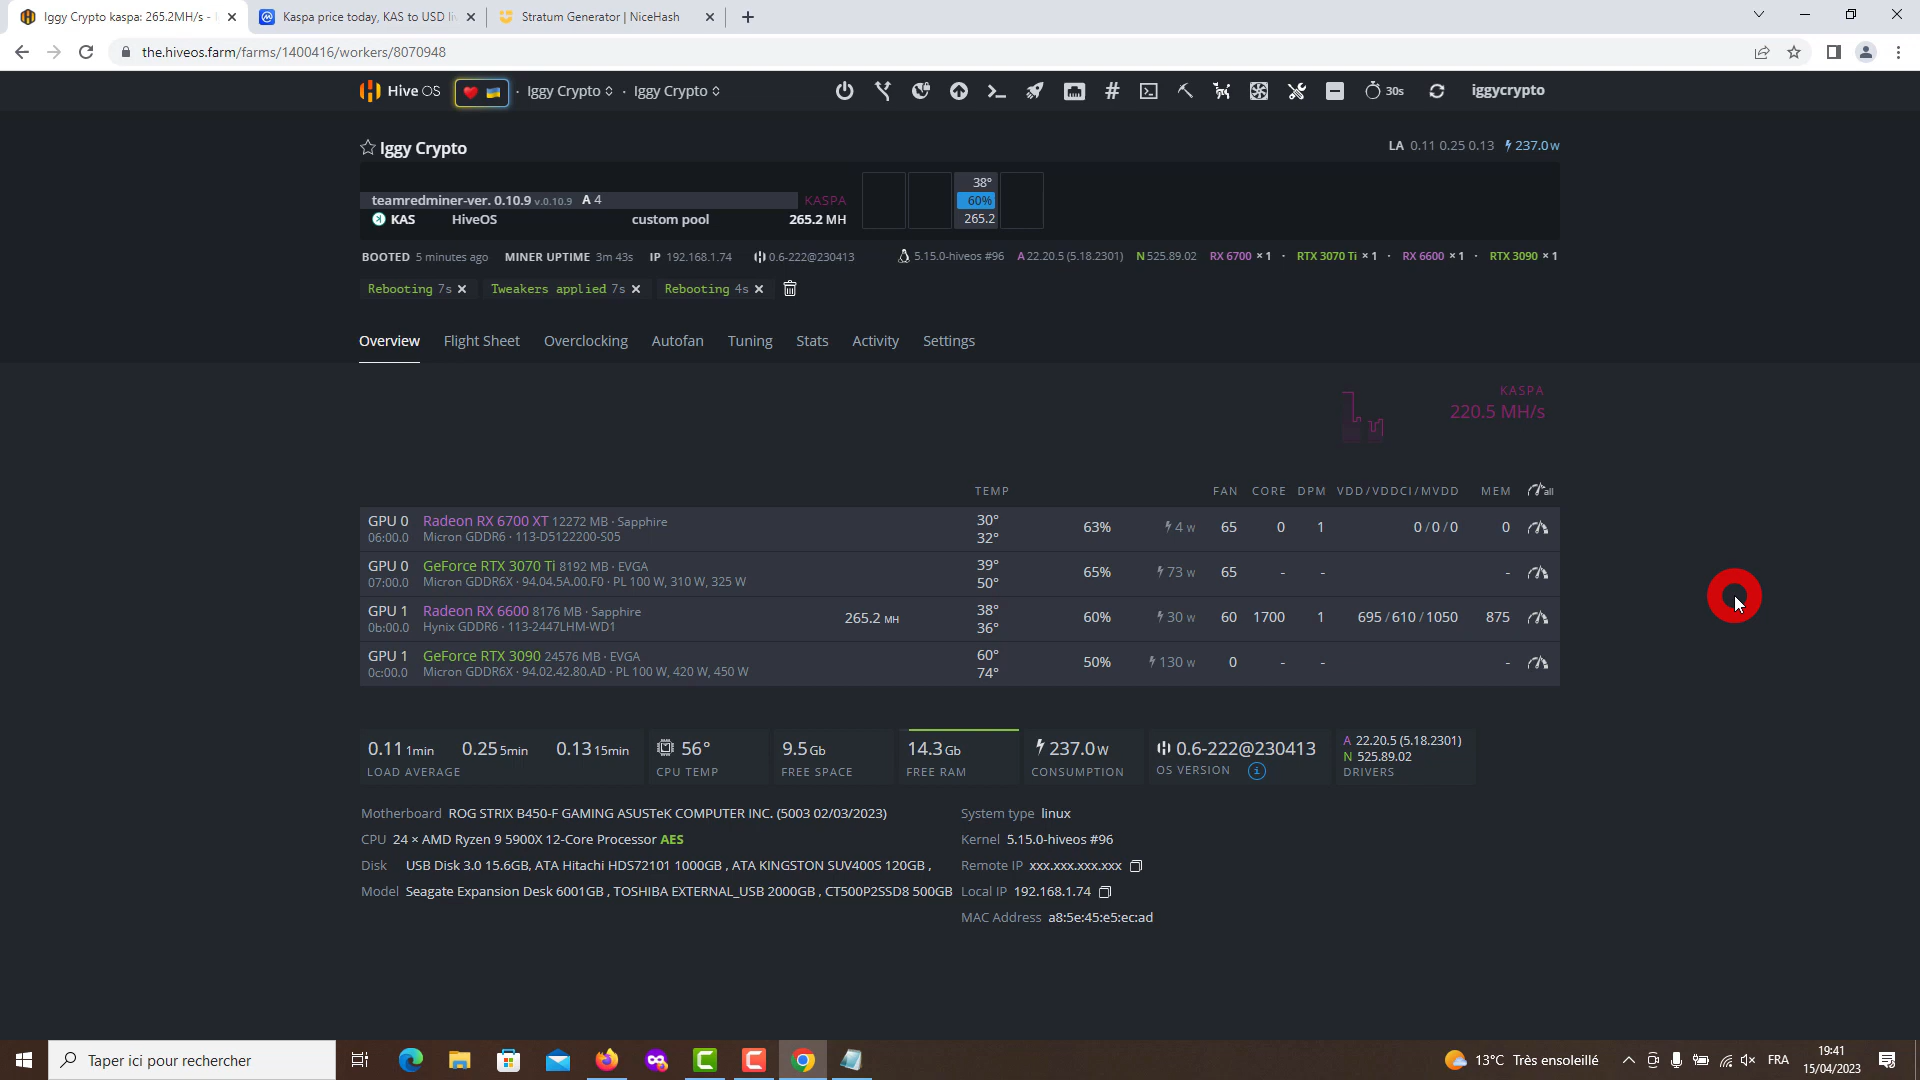 Iggy Crypto kaspa: 265.2MH/s -
Kaspa price today, KAS to USD li
Stratum Generator | NiceHash
the.hiveos.farm/farms/1400416/workers/8070948
Hive OS · Iggy Crypto · Iggy Crypto
30s
iggycrypto
Iggy Crypto
LA 0.11 0.25 0.13 237.0 W
teamredminer-ver. 0.10.9 v.0.10.9 A 4 KASPA
KAS HiveOS custom pool 265.2 MH
38°
60%
265.2
BOOTED 5 minutes ago MINER UPTIME 3m 43s IP 192.168.1.74 0.6-222@230413 5.15.0-hiveos #96 A 22.20.5 (5.18.2301) N 525.89.02 RX 6700 × 1 · RTX 3070 Ti × 1 · RX 6600 × 1 · RTX 3090 × 1
Rebooting 7s × Tweakers applied 7s × Rebooting 4s ×
Overview Flight Sheet Overclocking Autofan Tuning Stats Activity Settings
KASPA
220.5 MH/s
TEMP FAN CORE DPM VDD/VDDCI/MVDD MEM all
GPU 0 Radeon RX 6700 XT 12272 MB · Sapphire 30° 63% 4 W 65 0 1 0/0/0 0
06:00.0 Micron GDDR6 · 113-D5122200-S05 32°
GPU 0 GeForce RTX 3070 Ti 8192 MB · EVGA 39° 65% 73 W 65 - - -
07:00.0 Micron GDDR6X · 94.04.5A.00.F0 · PL 100 W, 310 W, 325 W 50°
GPU 1 Radeon RX 6600 8176 MB · Sapphire 265.2 MH 38° 60% 30 W 60 1700 1 695/610/1050 875
0b:00.0 Hynix GDDR6 · 113-2447LHM-WD1 36°
GPU 1 GeForce RTX 3090 24576 MB · EVGA 60° 50% 130 W 0 - - -
0c:00.0 Micron GDDR6X · 94.02.42.80.AD · PL 100 W, 420 W, 450 W 74°
0.11 1min 0.25 5min 0.13 15min
LOAD AVERAGE
56°
CPU TEMP
9.5 Gb
FREE SPACE
14.3 Gb
FREE RAM
237.0 W
CONSUMPTION
0.6-222@230413
OS VERSION
A 22.20.5 (5.18.2301)
N 525.89.02
DRIVERS
Motherboard ROG STRIX B450-F GAMING ASUSTeK COMPUTER INC. (5003 02/03/2023)
CPU 24 × AMD Ryzen 9 5900X 12-Core Processor AES
Disk USB Disk 3.0 15.6GB, ATA Hitachi HDS72101 1000GB , ATA KINGSTON SUV400S 120GB ,
Model Seagate Expansion Desk 6001GB , TOSHIBA EXTERNAL_USB 2000GB , CT500P2SSD8 500GB
System type linux
Kernel 5.15.0-hiveos #96
Remote IP xxx.xxx.xxx.xxx
Local IP 192.168.1.74
MAC Address a8:5e:45:e5:ec:ad
Taper ici pour rechercher
13°C Très ensoleillé
FRA
19:41
15/04/2023